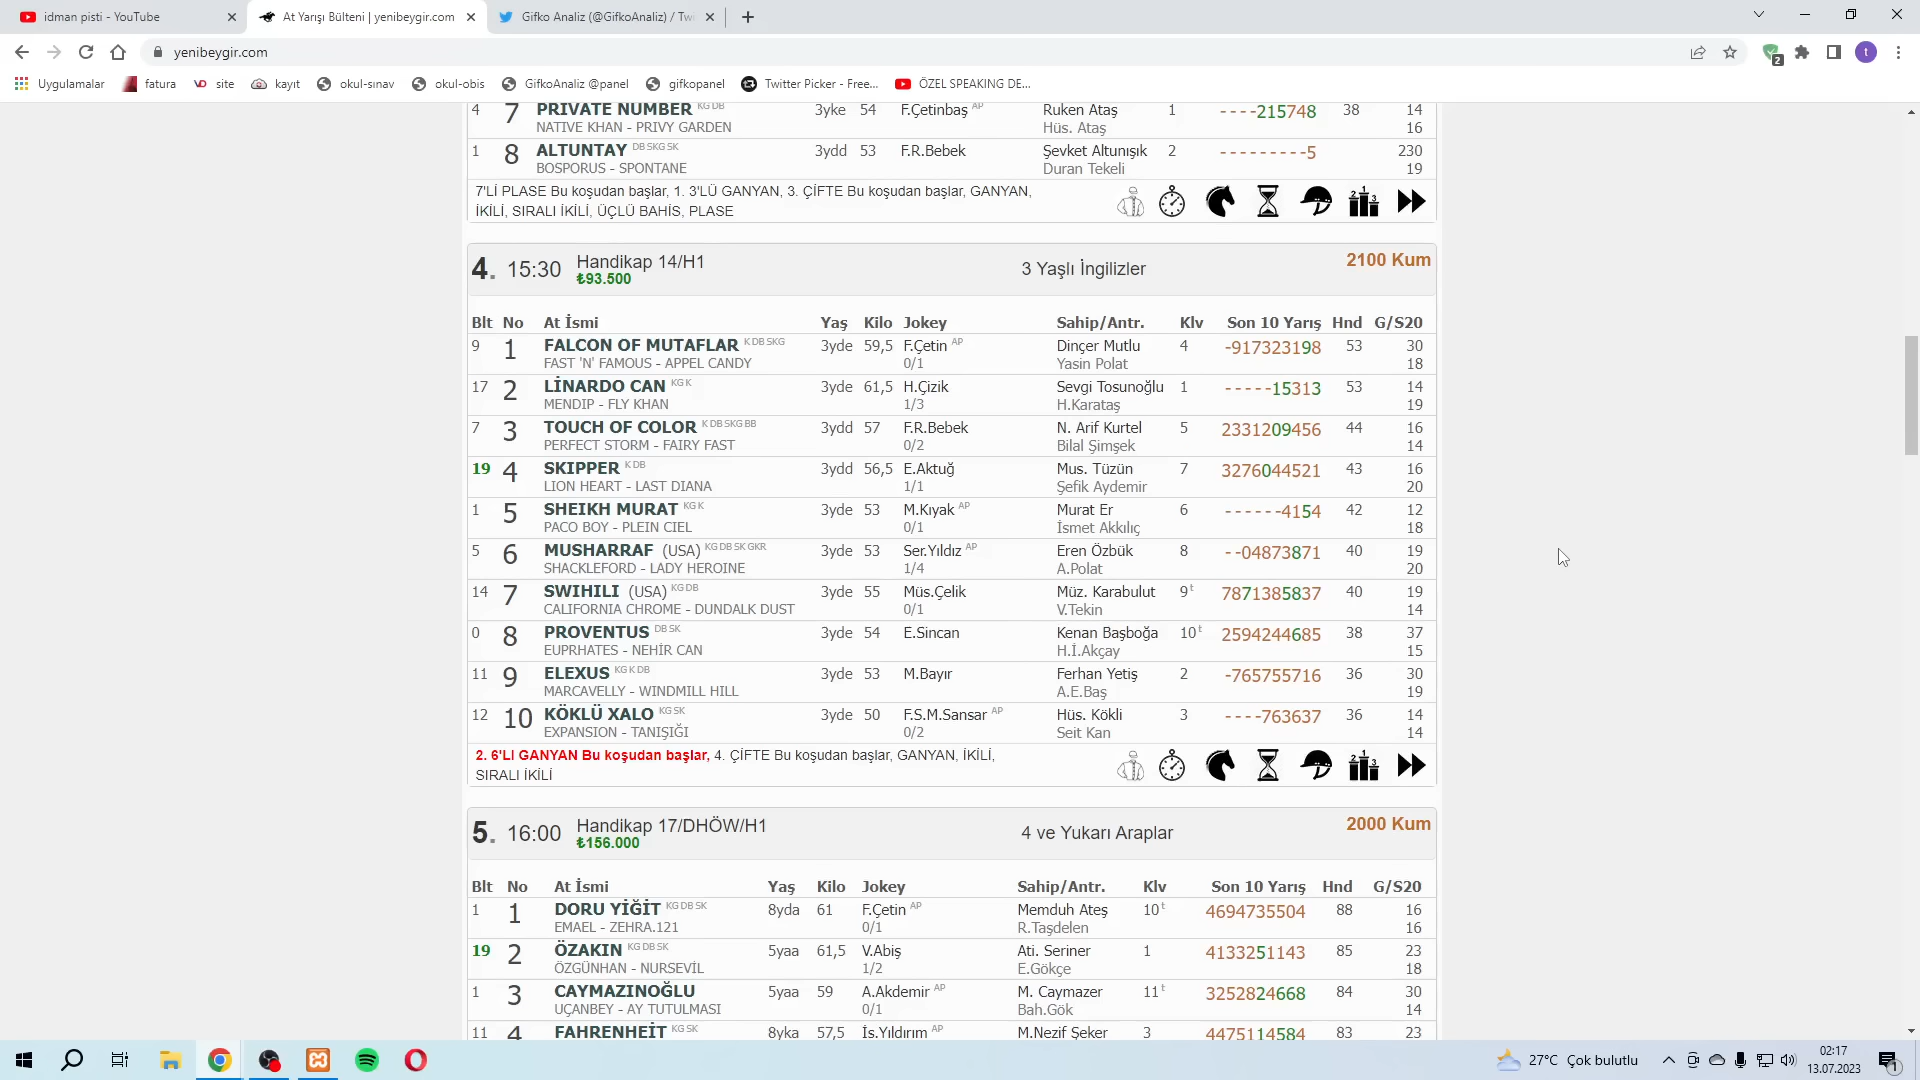 idman pisti - YouTube
At Yarışı Bülteni | yenibeygir.com
Gifko Analiz (@GifkoAnaliz) / Twi
yenibeygir.com
t
2
Uygulamalar fatura VD site kayıt okul-sınav okul-obis GifkoAnaliz @panel gifkopanel Twitter Picker - Free... ÖZEL SPEAKING DE...
4 7 PRIVATE NUMBER KG DB 3yke 54 F.Çetinbaş AP Ruken Ataş 1 ----215748 38 14
NATIVE KHAN - PRIVY GARDEN Hüs. Ataş 16
1 8 ALTUNTAY DB SKG SK 3ydd 53 F.R.Bebek Şevket Altunışık 2 ---------5 230
BOSPORUS - SPONTANE Duran Tekeli 19
7'Lİ PLASE Bu koşudan başlar, 1. 3'LÜ GANYAN, 3. ÇİFTE Bu koşudan başlar, GANYAN,
İKİLİ, SIRALI İKİLİ, ÜÇLÜ BAHİS, PLASE
4. 15:30 Handikap 14/H1 3 Yaşlı İngilizler 2100 Kum
₺93.500
Blt No At İsmi Yaş Kilo Jokey Sahip/Antr. Klv Son 10 Yarış Hnd G/S20
9 1 FALCON OF MUTAFLAR K DB SKG 3yde 59,5 F.Çetin AP Dinçer Mutlu 4 -917323198 53 30
FAST 'N' FAMOUS - APPEL CANDY 0/1 Yasin Polat 18
17 2 LİNARDO CAN KG K 3yde 61,5 H.Çizik Sevgi Tosunoğlu 1 -----15313 53 14
MENDIP - FLY KHAN 1/3 H.Karataş 19
7 3 TOUCH OF COLOR K DB SKG BB 3ydd 57 F.R.Bebek N. Arif Kurtel 5 2331209456 44 16
PERFECT STORM - FAIRY FAST 0/2 Bilal Şimşek 14
19 4 SKIPPER K DB 3ydd 56,5 E.Aktuğ Mus. Tüzün 7 3276044521 43 16
LION HEART - LAST DIANA 1/1 Şefik Aydemir 20
1 5 SHEIKH MURAT KG K 3yde 53 M.Kıyak AP Murat Er 6 ------4154 42 12
PACO BOY - PLEIN CIEL 0/1 İsmet Akkılıç 18
5 6 MUSHARRAF (USA) KG DB SK GKR 3yde 53 Ser.Yıldız AP Eren Özbük 8 --04873871 40 19
SHACKLEFORD - LADY HEROINE 1/4 A.Polat 20
14 7 SWIHILI (USA) KG DB 3yde 55 Müs.Çelik Müz. Karabulut 9 t 7871385837 40 19
CALIFORNIA CHROME - DUNDALK DUST 0/1 V.Tekin 14
0 8 PROVENTUS DB SK 3yde 54 E.Sincan Kenan Başboğa 10 t 2594244685 38 37
EUPRHATES - NEHİR CAN H.İ.Akçay 15
11 9 ELEXUS KG K DB 3yde 53 M.Bayır Ferhan Yetiş 2 -765755716 36 30
MARCAVELLY - WINDMILL HILL A.E.Baş 19
12 10 KÖKLÜ XALO KG SK 3yde 50 F.S.M.Sansar AP Hüs. Kökli 3 ----763637 36 14
EXPANSION - TANIŞIĞI 0/2 Seit Kan 14
2. 6'LI GANYAN Bu koşudan başlar, 4. ÇİFTE Bu koşudan başlar, GANYAN, İKİLİ,
SIRALI İKİLİ
5. 16:00 Handikap 17/DHÖW/H1 4 ve Yukarı Araplar 2000 Kum
₺156.000
Blt No At İsmi Yaş Kilo Jokey Sahip/Antr. Klv Son 10 Yarış Hnd G/S20
1 1 DORU YİĞİT KG DB SK 8yda 61 F.Çetin AP Memduh Ateş 10 t 4694735504 88 16
EMAEL - ZEHRA.121 0/1 R.Taşdelen 16
19 2 ÖZAKIN KG DB SK 5yaa 61,5 V.Abiş Ati. Seriner 1 4133251143 85 23
ÖZGÜNHAN - NURSEVİL 1/2 E.Gökçe 18
1 3 CAYMAZINOĞLU 5yaa 59 A.Akdemir AP M. Caymazer 11 t 3252824668 84 30
UÇANBEY - AY TUTULMASI 0/1 Bah.Gök 14
11 4 FAHRENHEİT KG SK 8yka 57,5 İs.Yıldırım AP M.Nezif Şeker 3 4475114584 83 23
27°C Çok bulutlu
02:17
13.07.2023
1